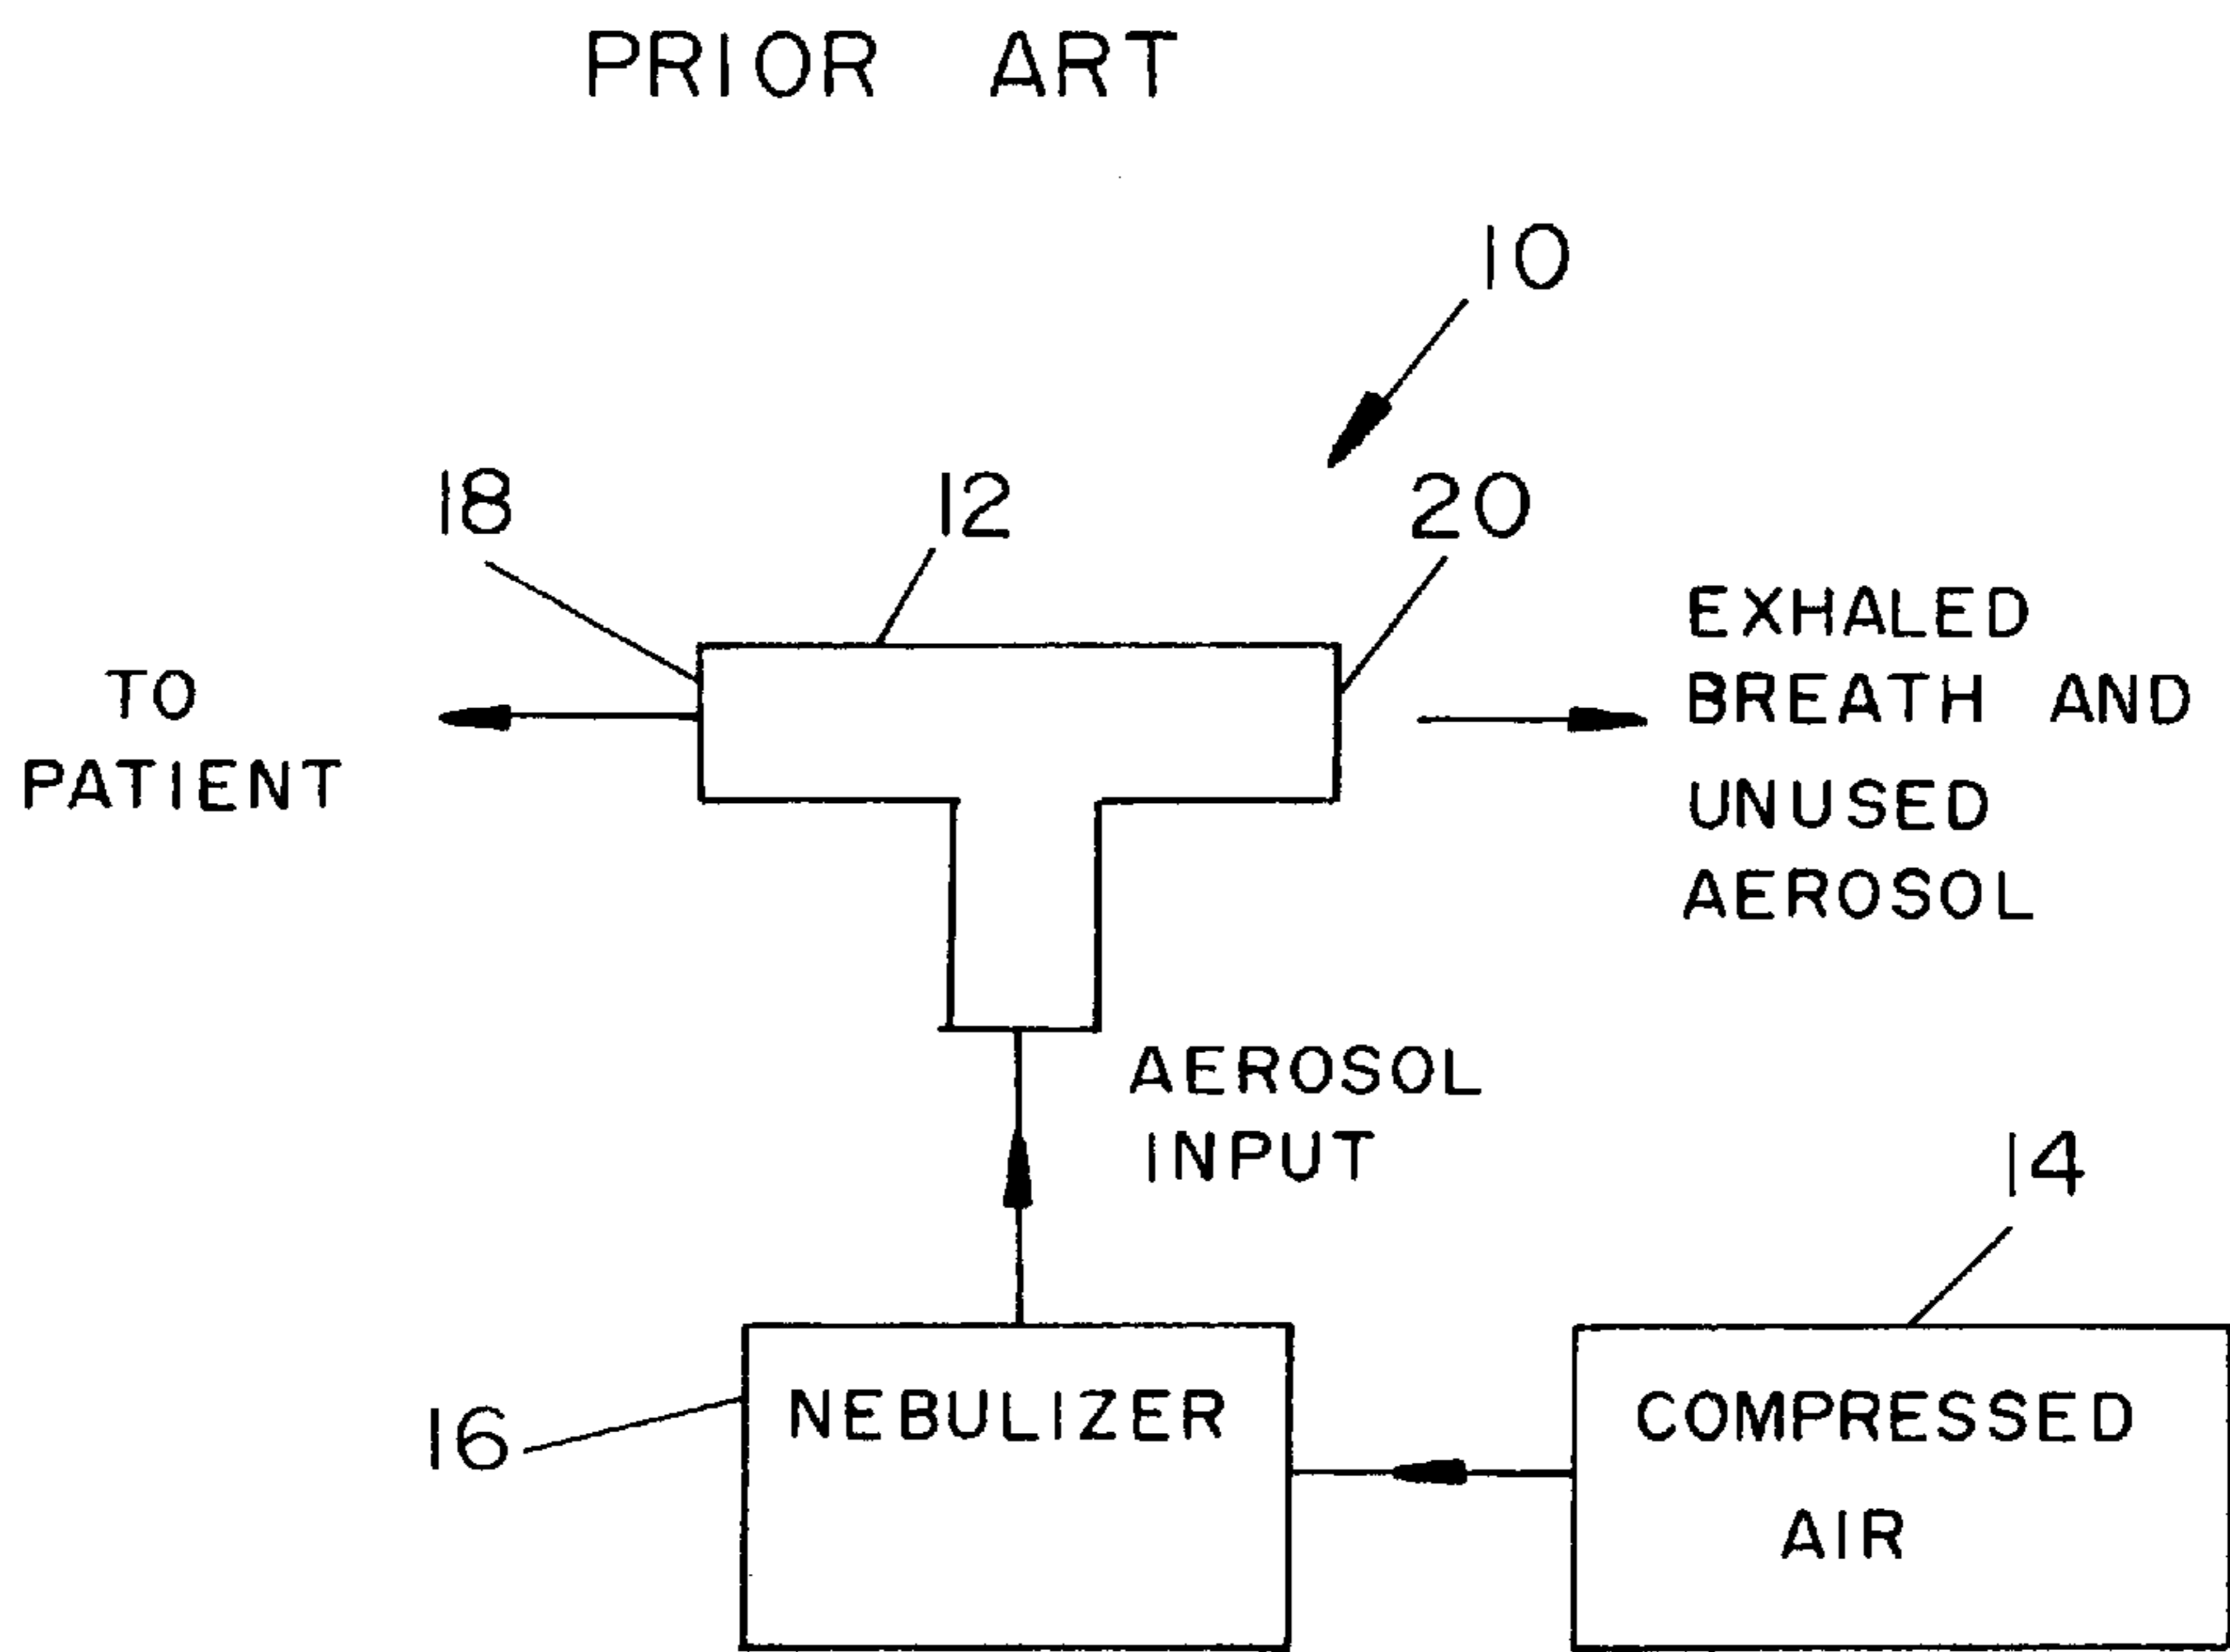 PRIOR ART
10
18
12
20
TO
PATIENT
EXHALED
BREATH AND
UNUSED
AEROSOL
AEROSOL
INPUT
14
16
NEBULIZER
COMPRESSED
AIR